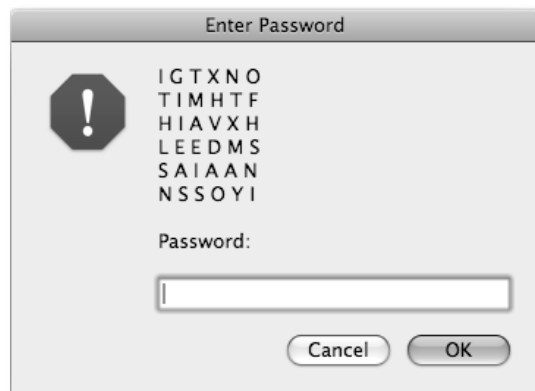 Enter Password
I G T X N O
T I M H T F
H I A V X H
L E E D M S
S A I A A N
N S S O Y I
Password:
Cancel
OK